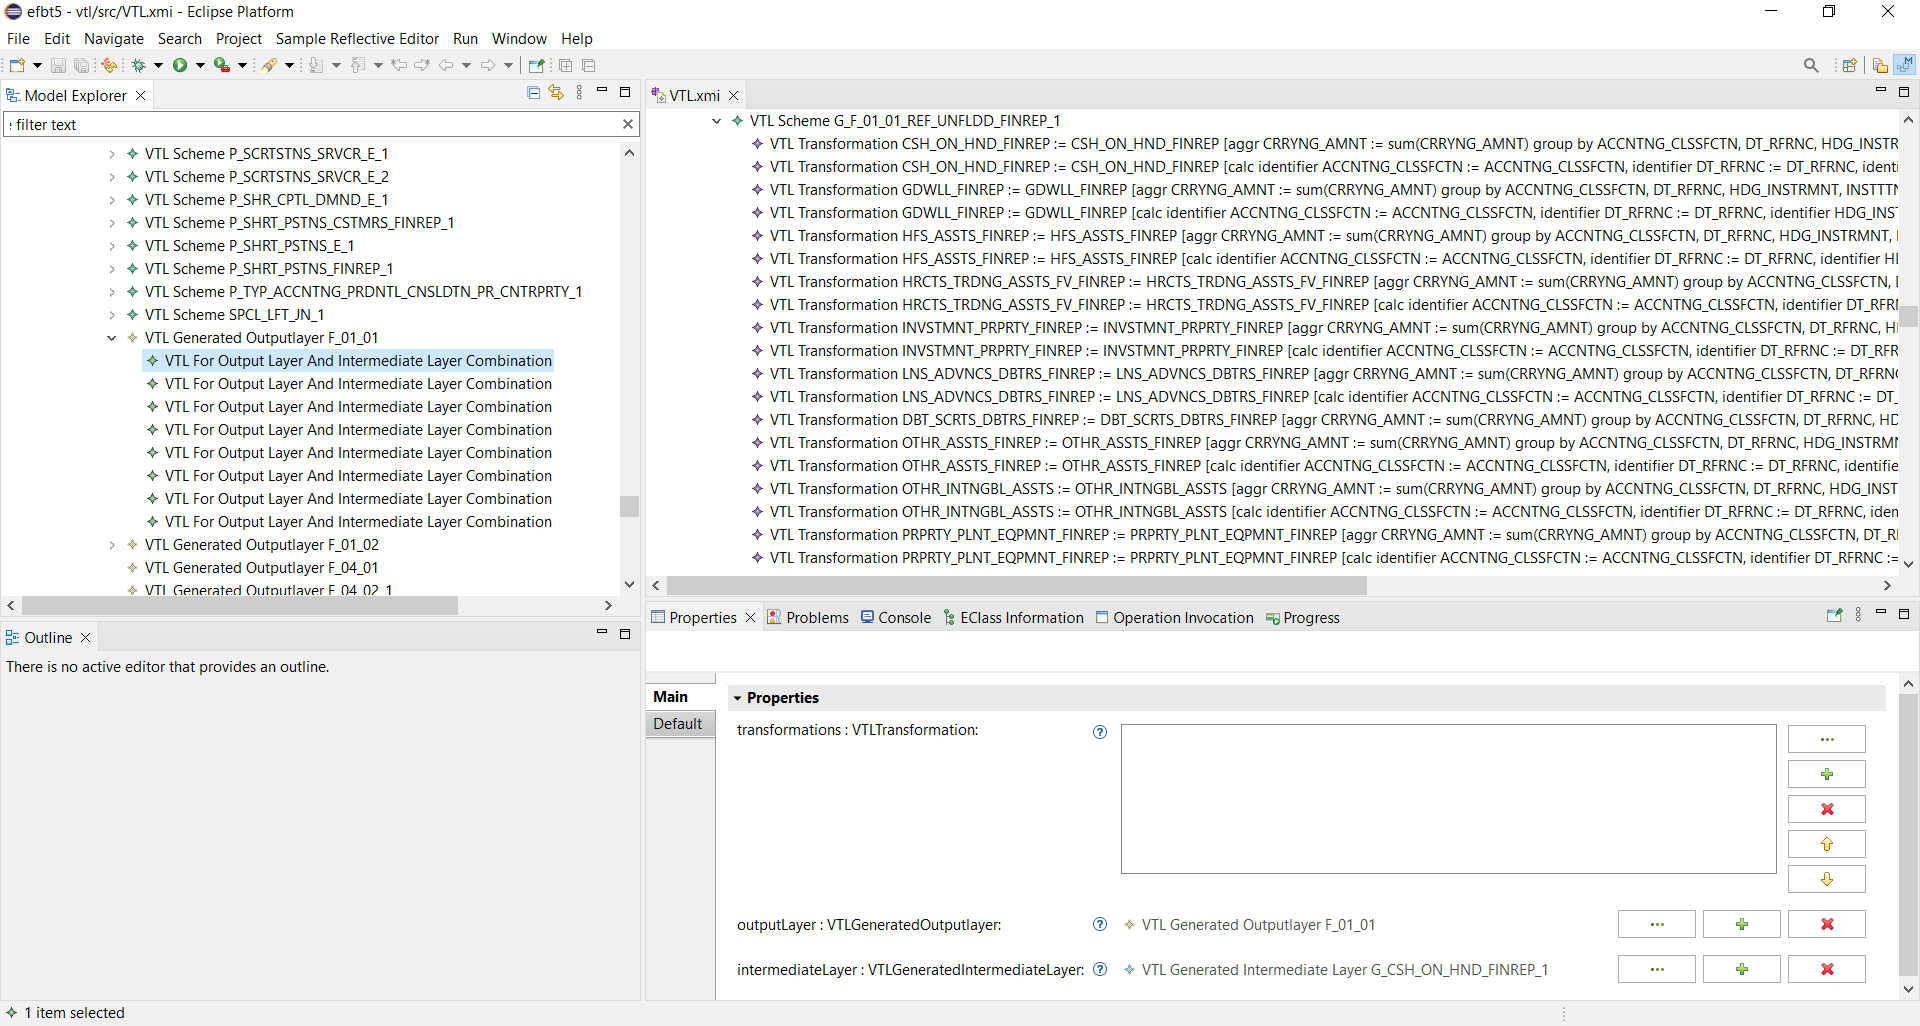 efbt5 - vtl/src/VTL.xmi - Eclipse Platform
File Edit Navigate Search Project Sample Reflective Editor Run Window Help
Model Explorer
filter text
VTL Scheme P_SCRTSTNS_SRVCR_E_1
VTL Scheme P_SCRTSTNS_SRVCR_E_2
VTL Scheme P_SHR_CPTL_DMND_E_1
VTL Scheme P_SHRT_PSTNS_CSTMRS_FINREP_1
VTL Scheme P_SHRT_PSTNS_E_1
VTL Scheme P_SHRT_PSTNS_FINREP_1
VTL Scheme P_TYP_ACCNTNG_PRDNTL_CNSLDTN_PR_CNTRPRTY_1
VTL Scheme SPCL_LFT_JN_1
VTL Generated Outputlayer F_01_01
VTL For Output Layer And Intermediate Layer Combination
VTL For Output Layer And Intermediate Layer Combination
VTL For Output Layer And Intermediate Layer Combination
VTL For Output Layer And Intermediate Layer Combination
VTL For Output Layer And Intermediate Layer Combination
VTL For Output Layer And Intermediate Layer Combination
VTL For Output Layer And Intermediate Layer Combination
VTL For Output Layer And Intermediate Layer Combination
VTL Generated Outputlayer F_01_02
VTL Generated Outputlayer F_04_01
VTL Generated Outputlayer F_04_02_1
Outline
There is no active editor that provides an outline.
VTL.xmi
VTL Scheme G_F_01_01_REF_UNFLDD_FINREP_1
VTL Transformation CSH_ON_HND_FINREP := CSH_ON_HND_FINREP [aggr CRRYNG_AMNT := sum(CRRYNG_AMNT) group by ACCNTNG_CLSSFCTN, DT_RFRNC, HDG_INSTR
VTL Transformation CSH_ON_HND_FINREP := CSH_ON_HND_FINREP [calc identifier ACCNTNG_CLSSFCTN := ACCNTNG_CLSSFCTN, identifier DT_RFRNC := DT_RFRNC, identi
VTL Transformation GDWLL_FINREP := GDWLL_FINREP [aggr CRRYNG_AMNT := sum(CRRYNG_AMNT) group by ACCNTNG_CLSSFCTN, DT_RFRNC, HDG_INSTRMNT, INSTTTN
VTL Transformation GDWLL_FINREP := GDWLL_FINREP [calc identifier ACCNTNG_CLSSFCTN := ACCNTNG_CLSSFCTN, identifier DT_RFRNC := DT_RFRNC, identifier HDG_INS
VTL Transformation HFS_ASSTS_FINREP := HFS_ASSTS_FINREP [aggr CRRYNG_AMNT := sum(CRRYNG_AMNT) group by ACCNTNG_CLSSFCTN, DT_RFRNC, HDG_INSTRMNT, I
VTL Transformation HFS_ASSTS_FINREP := HFS_ASSTS_FINREP [calc identifier ACCNTNG_CLSSFCTN := ACCNTNG_CLSSFCTN, identifier DT_RFRNC := DT_RFRNC, identifier H
VTL Transformation HRCTS_TRDNG_ASSTS_FV_FINREP := HRCTS_TRDNG_ASSTS_FV_FINREP [aggr CRRYNG_AMNT := sum(CRRYNG_AMNT) group by ACCNTNG_CLSSFCTN,
VTL Transformation HRCTS_TRDNG_ASSTS_FV_FINREP := HRCTS_TRDNG_ASSTS_FV_FINREP [calc identifier ACCNTNG_CLSSFCTN := ACCNTNG_CLSSFCTN, identifier DT_RFR
VTL Transformation INVSTMNT_PRPRTY_FINREP := INVSTMNT_PRPRTY_FINREP [aggr CRRYNG_AMNT := sum(CRRYNG_AMNT) group by ACCNTNG_CLSSFCTN, DT_RFRNC, H
VTL Transformation INVSTMNT_PRPRTY_FINREP := INVSTMNT_PRPRTY_FINREP [calc identifier ACCNTNG_CLSSFCTN := ACCNTNG_CLSSFCTN, identifier DT_RFRNC := DT_RFR
VTL Transformation LNS_ADVNCS_DBTRS_FINREP := LNS_ADVNCS_DBTRS_FINREP [aggr CRRYNG_AMNT := sum(CRRYNG_AMNT) group by ACCNTNG_CLSSFCTN, DT_RFRN
VTL Transformation LNS_ADVNCS_DBTRS_FINREP := LNS_ADVNCS_DBTRS_FINREP [calc identifier ACCNTNG_CLSSFCTN := ACCNTNG_CLSSFCTN, identifier DT_RFRNC := DT_
VTL Transformation DBT_SCRTS_DBTRS_FINREP := DBT_SCRTS_DBTRS_FINREP [aggr CRRYNG_AMNT := sum(CRRYNG_AMNT) group by ACCNTNG_CLSSFCTN, DT_RFRNC, HD
VTL Transformation OTHR_ASSTS_FINREP := OTHR_ASSTS_FINREP [aggr CRRYNG_AMNT := sum(CRRYNG_AMNT) group by ACCNTNG_CLSSFCTN, DT_RFRNC, HDG_INSTRM
VTL Transformation OTHR_ASSTS_FINREP := OTHR_ASSTS_FINREP [calc identifier ACCNTNG_CLSSFCTN := ACCNTNG_CLSSFCTN, identifier DT_RFRNC := DT_RFRNC, identifie
VTL Transformation OTHR_INTNGBL_ASSTS := OTHR_INTNGBL_ASSTS [aggr CRRYNG_AMNT := sum(CRRYNG_AMNT) group by ACCNTNG_CLSSFCTN, DT_RFRNC, HDG_INST
VTL Transformation OTHR_INTNGBL_ASSTS := OTHR_INTNGBL_ASSTS [calc identifier ACCNTNG_CLSSFCTN := ACCNTNG_CLSSFCTN, identifier DT_RFRNC := DT_RFRNC, iden
VTL Transformation PRPRTY_PLNT_EQPMNT_FINREP := PRPRTY_PLNT_EQPMNT_FINREP [aggr CRRYNG_AMNT := sum(CRRYNG_AMNT) group by ACCNTNG_CLSSFCTN, DT_R
VTL Transformation PRPRTY_PLNT_EQPMNT_FINREP := PRPRTY_PLNT_EQPMNT_FINREP [calc identifier ACCNTNG_CLSSFCTN := ACCNTNG_CLSSFCTN, identifier DT_RFRNC :=
Properties Problems Console EClass Information Operation Invocation Progress
Main
Default
Properties
transformations : VTLTransformation:
outputLayer : VTLGeneratedOutputlayer:
VTL Generated Outputlayer F_01_01
intermediateLayer : VTLGeneratedIntermediateLayer:
VTL Generated Intermediate Layer G_CSH_ON_HND_FINREP_1
1 item selected